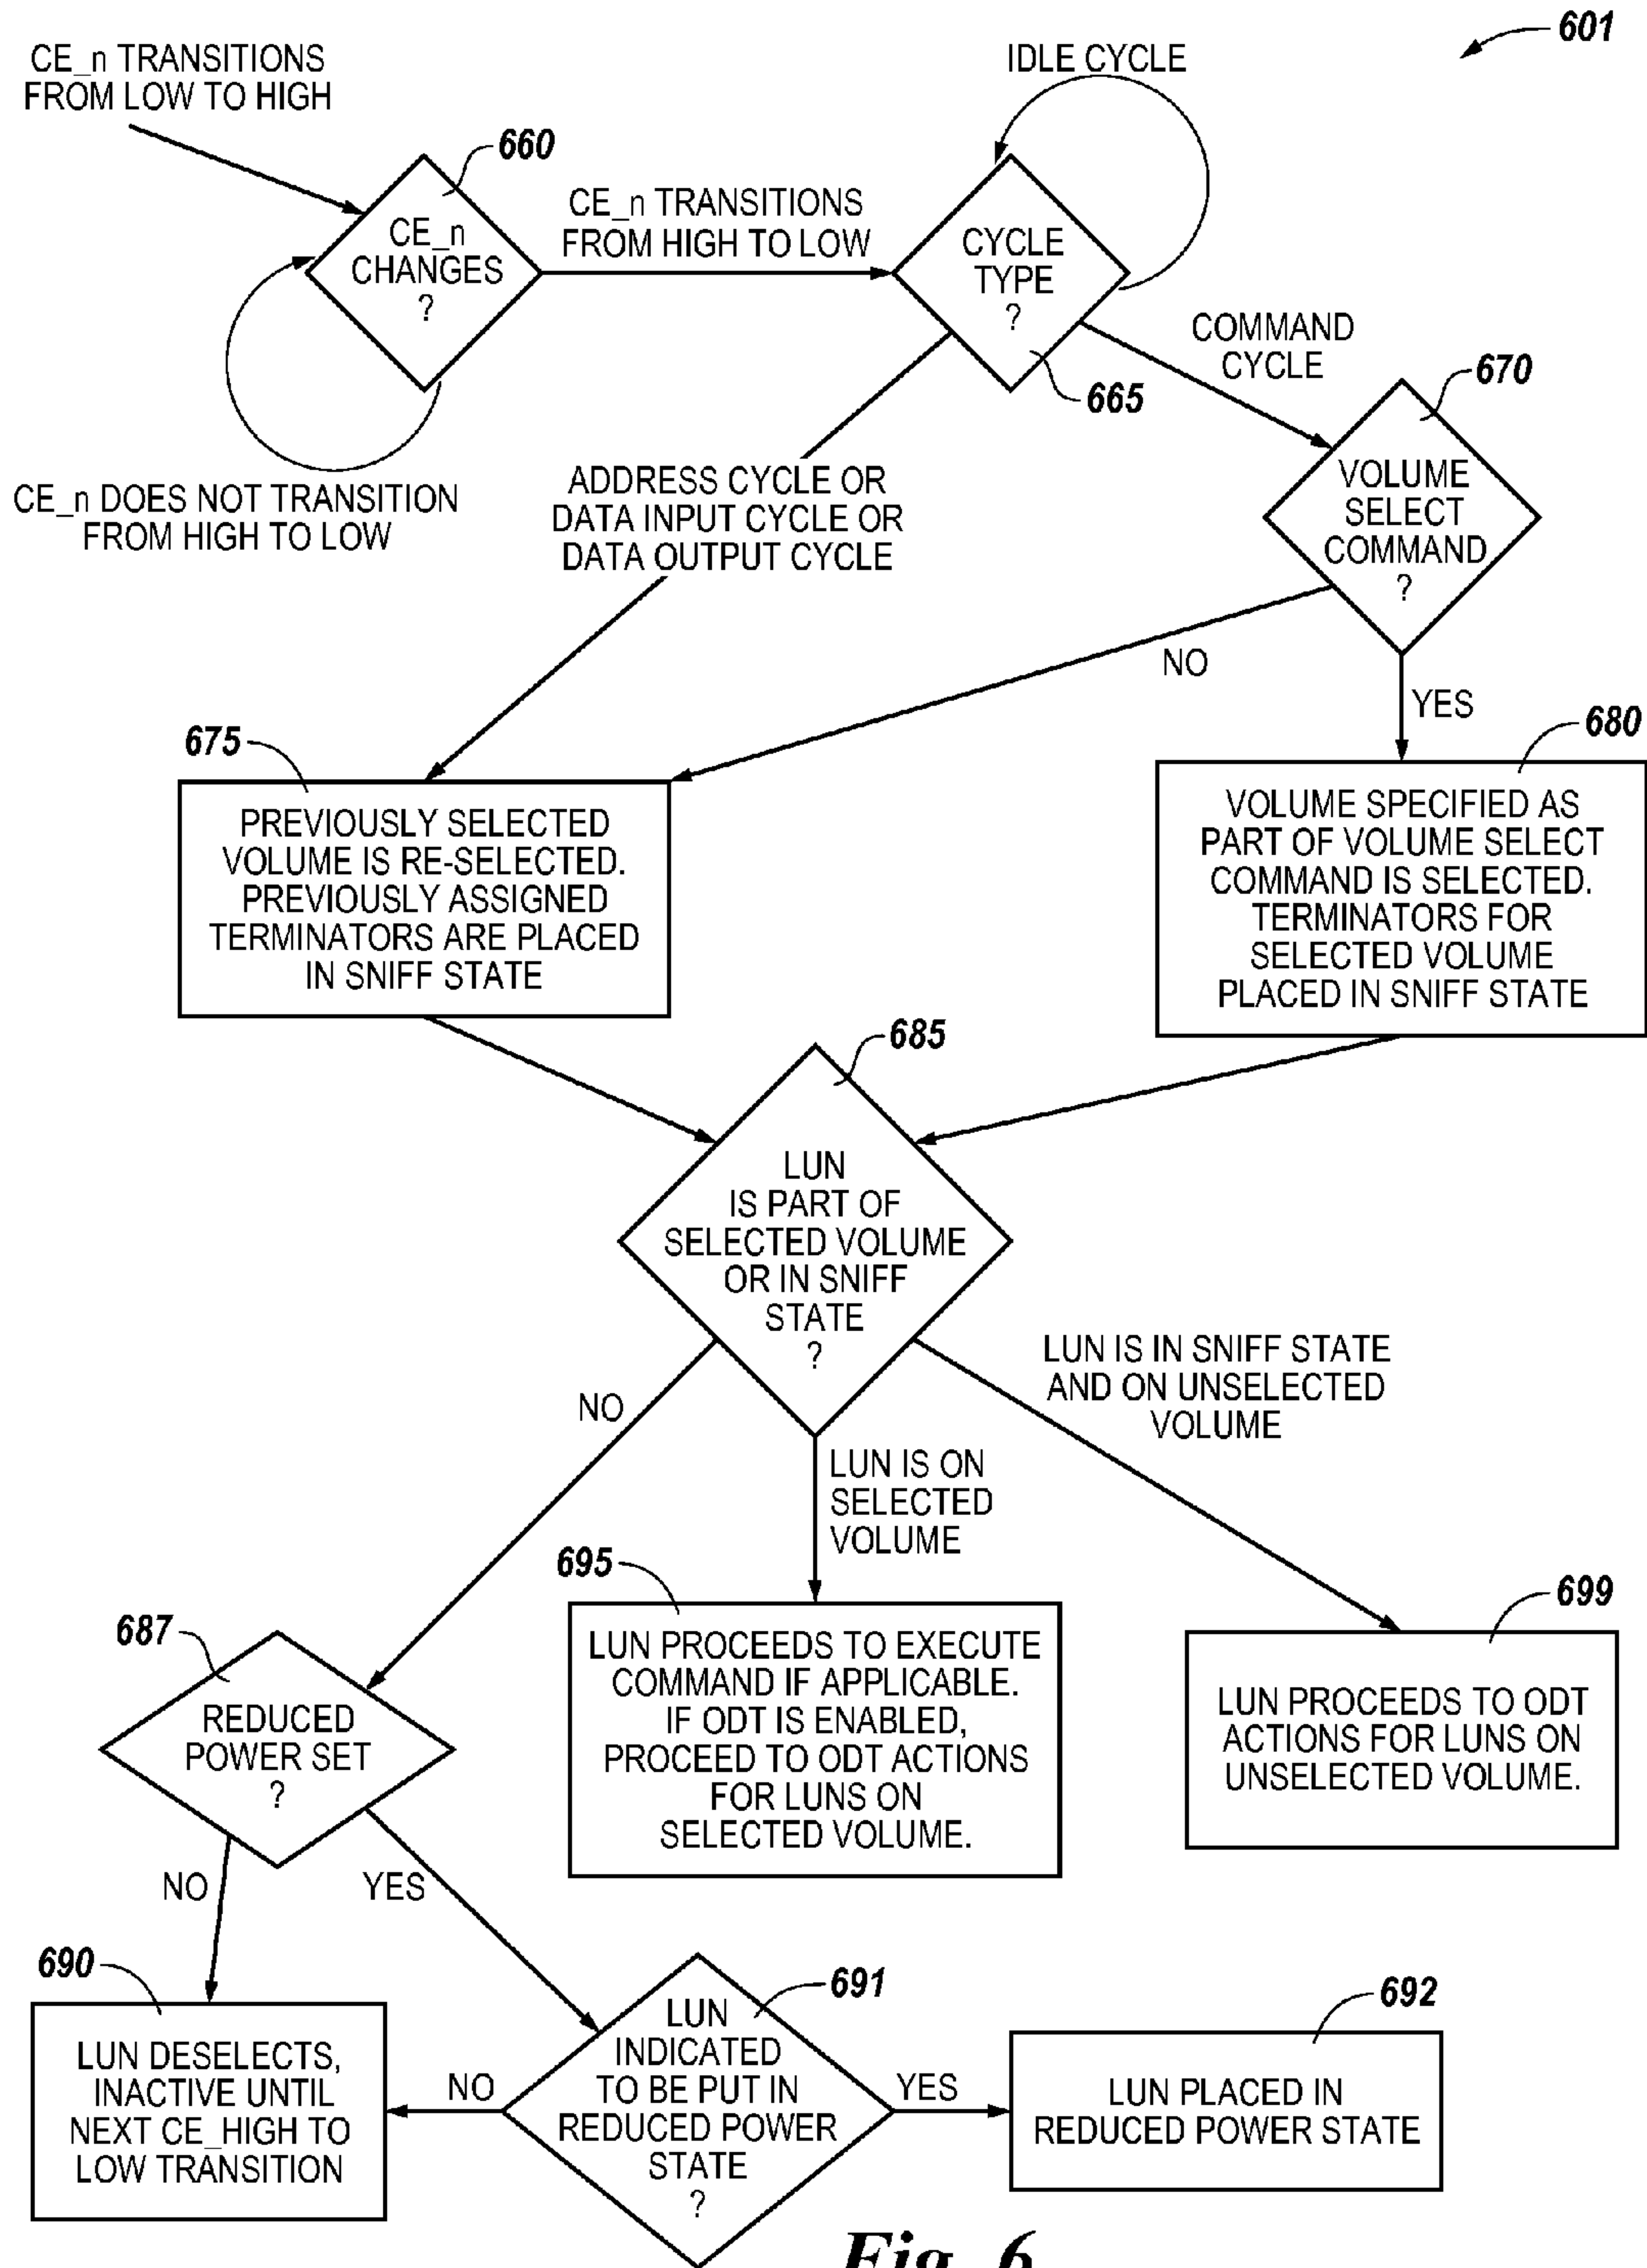 601
CE_n TRANSITIONS
FROM LOW TO HIGH
IDLE CYCLE
660
CE_n
CHANGES
?
CE_n TRANSITIONS
FROM HIGH TO LOW
CYCLE
TYPE
?
665
COMMAND
CYCLE
670
CE_n DOES NOT TRANSITION
FROM HIGH TO LOW
ADDRESS CYCLE OR
DATA INPUT CYCLE OR
DATA OUTPUT CYCLE
VOLUME
SELECT
COMMAND
?
NO
YES
675
PREVIOUSLY SELECTED
VOLUME IS RE-SELECTED.
PREVIOUSLY ASSIGNED
TERMINATORS ARE PLACED
IN SNIFF STATE
680
VOLUME SPECIFIED AS
PART OF VOLUME SELECT
COMMAND IS SELECTED.
TERMINATORS FOR
SELECTED VOLUME
PLACED IN SNIFF STATE
685
LUN
IS PART OF
SELECTED VOLUME
OR IN SNIFF
STATE
?
NO
LUN IS ON
SELECTED
VOLUME
LUN IS IN SNIFF STATE
AND ON UNSELECTED
VOLUME
687
REDUCED
POWER SET
?
695
LUN PROCEEDS TO EXECUTE
COMMAND IF APPLICABLE.
IF ODT IS ENABLED,
PROCEED TO ODT ACTIONS
FOR LUNS ON
SELECTED VOLUME.
699
LUN PROCEEDS TO ODT
ACTIONS FOR LUNS ON
UNSELECTED VOLUME.
NO
YES
690
LUN DESELECTS,
INACTIVE UNTIL
NEXT CE_HIGH TO
LOW TRANSITION
NO
691
LUN
INDICATED
TO BE PUT IN
REDUCED POWER
STATE
?
YES
692
LUN PLACED IN
REDUCED POWER STATE
Fig. 6